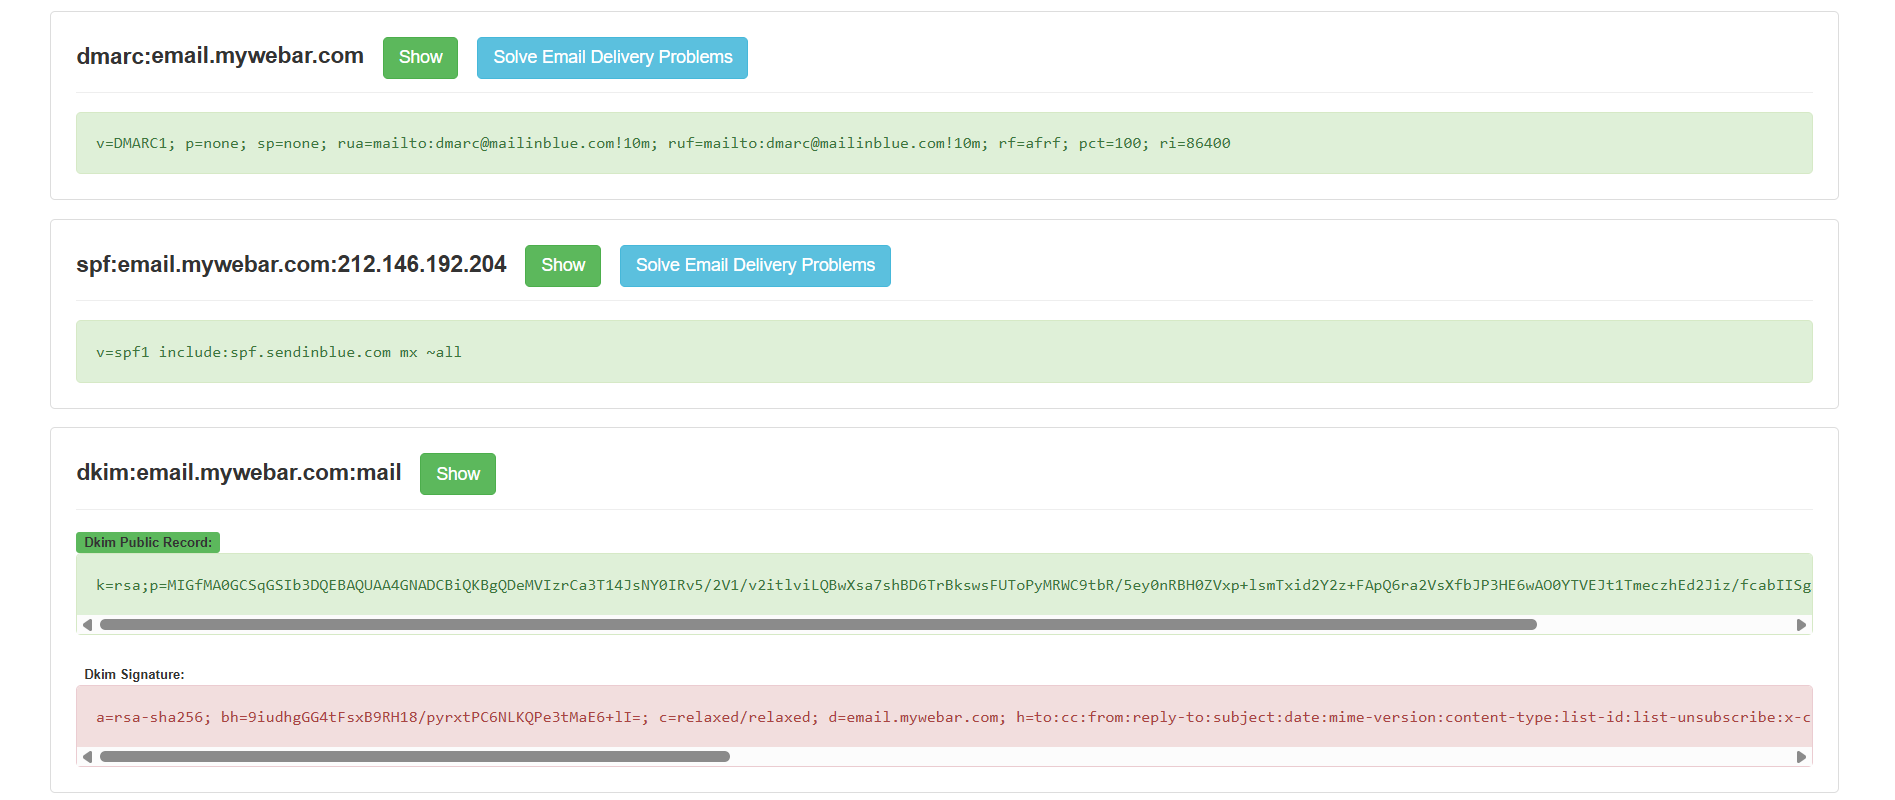 dmarc:email.mywebar.com Show Solve Email Delivery Problems
v=DMARC1; p=none; sp=none; rua=mailto:dmarc@mailinblue.com!10m; ruf=mailto:dmarc@mailinblue.com!10m; rf=afrf; pct=100; ri=86400
spf:email.mywebar.com:212.146.192.204 Show Solve Email Delivery Problems
v=spf1 include:spf.sendinblue.com mx ~all
dkim:email.mywebar.com:mail Show
Dkim Public Record:
k=rsa;p=MIGfMA0GCSqGSIb3DQEBAQUAA4GNADCBiQKBgQDeMVIzrCa3T14JsNY0IRv5/2V1/v2itlviLQBwXsa7shBD6TrBkswsFUToPyMRWC9tbR/5ey0nRBH0ZVxp+lsmTxid2Y2z+FApQ6ra2VsXfbJP3HE6wAO0YTVEJt1TmeczhEd2Jiz/fcabIISg
Dkim Signature:
a=rsa-sha256; bh=9iudhgGG4tFsxB9RH18/pyrxtPC6NLKQPe3tMaE6+lI=; c=relaxed/relaxed; d=email.mywebar.com; h=to:cc:from:reply-to:subject:date:mime-version:content-type:list-id:list-unsubscribe:x-c